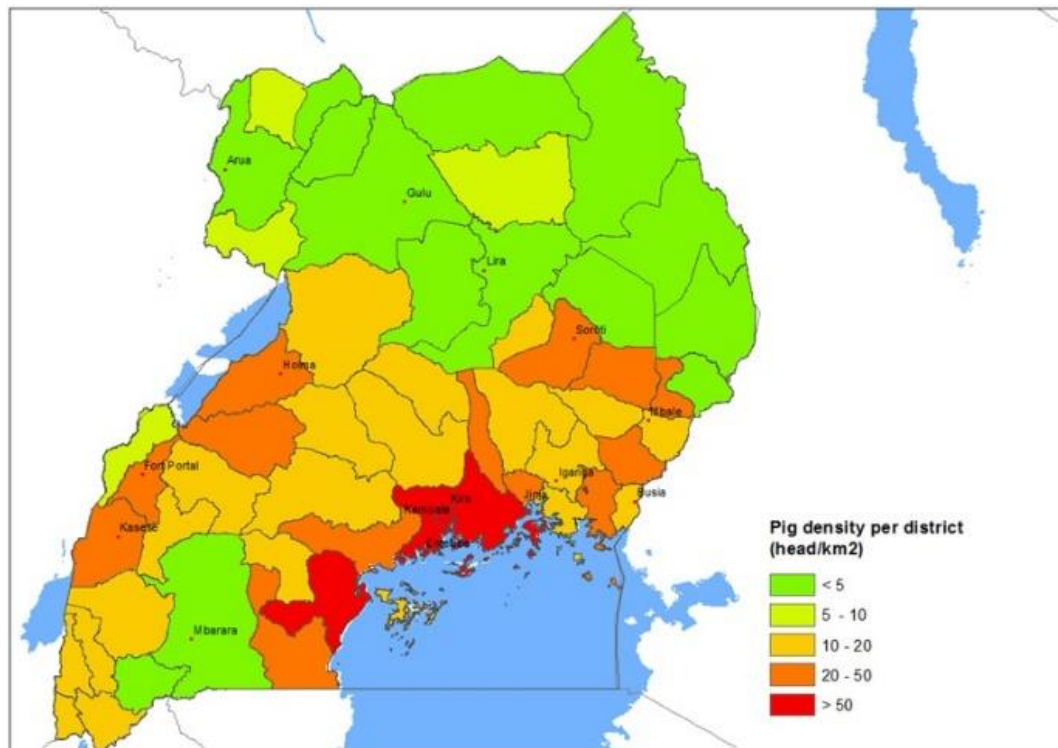 Arua
Gulu
Lira
Soroti
Hoima
Mbale
Fort Portal
Iganga
Jinja
Busia
Kampala
Kasese
Mbarara
Pig density per district
(head/km2)
< 5
5 - 10
10 - 20
20 - 50
> 50